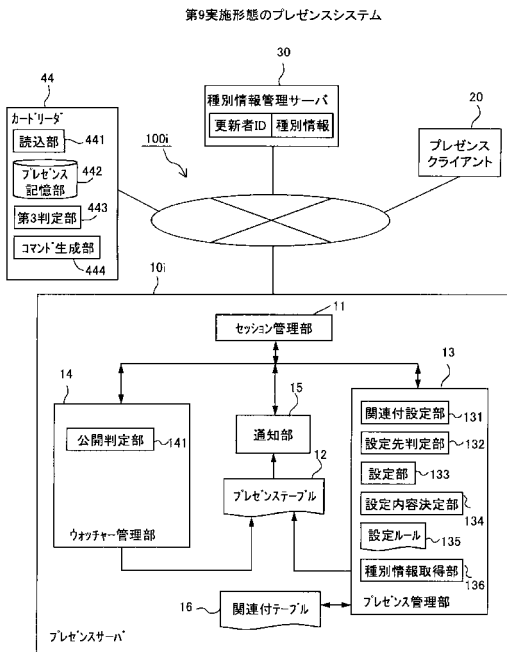 第9実施形態のプレゼンスシステム
30
種別情報管理サーバ
更新者ID 種別情報
44
カードリーダ
読込部 441
プレゼンス
記憶部 442
第3判定部 443
コマンド生成部
444
100i
20
プレゼンス
クライアント
10i
11
セッション管理部
14
公開判定部 141
ウォッチャー管理部
15
通知部
12
プレゼンステーブル
13
関連付設定部 131
設定先判定部 132
設定部 133
設定内容決定部
134
設定ルール 135
種別情報取得部 136
プレゼンス管理部
16 関連付テーブル
プレゼンスサーバ